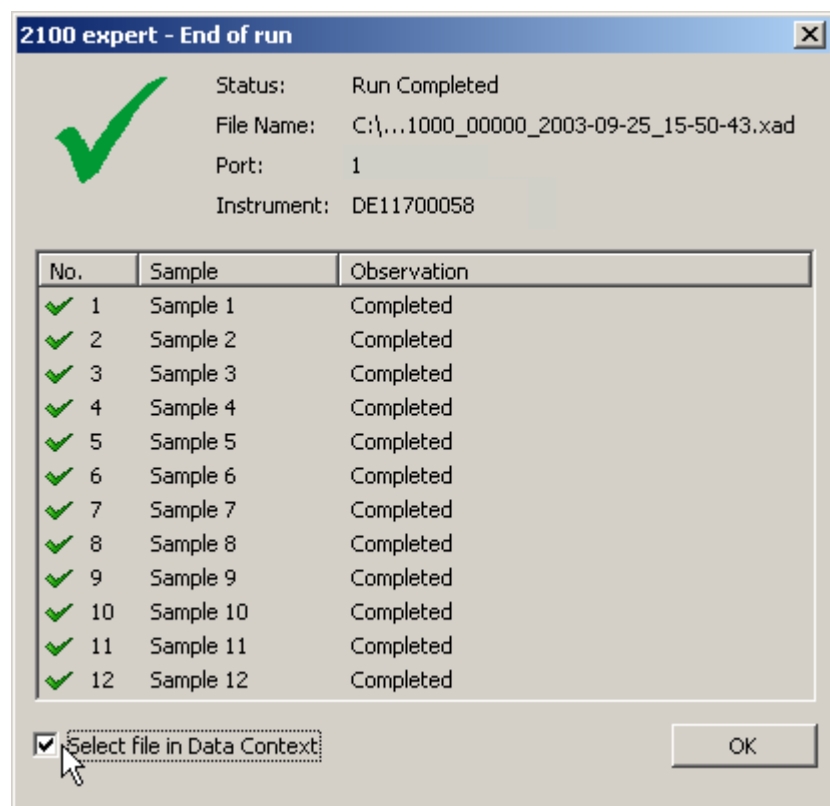 2100 expert - End of run
Status: Run Completed
File Name: C:\...1000_00000_2003-09-25_15-50-43.xad
Port: 1
Instrument: DE11700058
No. Sample Observation
1 Sample 1 Completed
2 Sample 2 Completed
3 Sample 3 Completed
4 Sample 4 Completed
5 Sample 5 Completed
6 Sample 6 Completed
7 Sample 7 Completed
8 Sample 8 Completed
9 Sample 9 Completed
10 Sample 10 Completed
11 Sample 11 Completed
12 Sample 12 Completed
Select file in Data Context OK